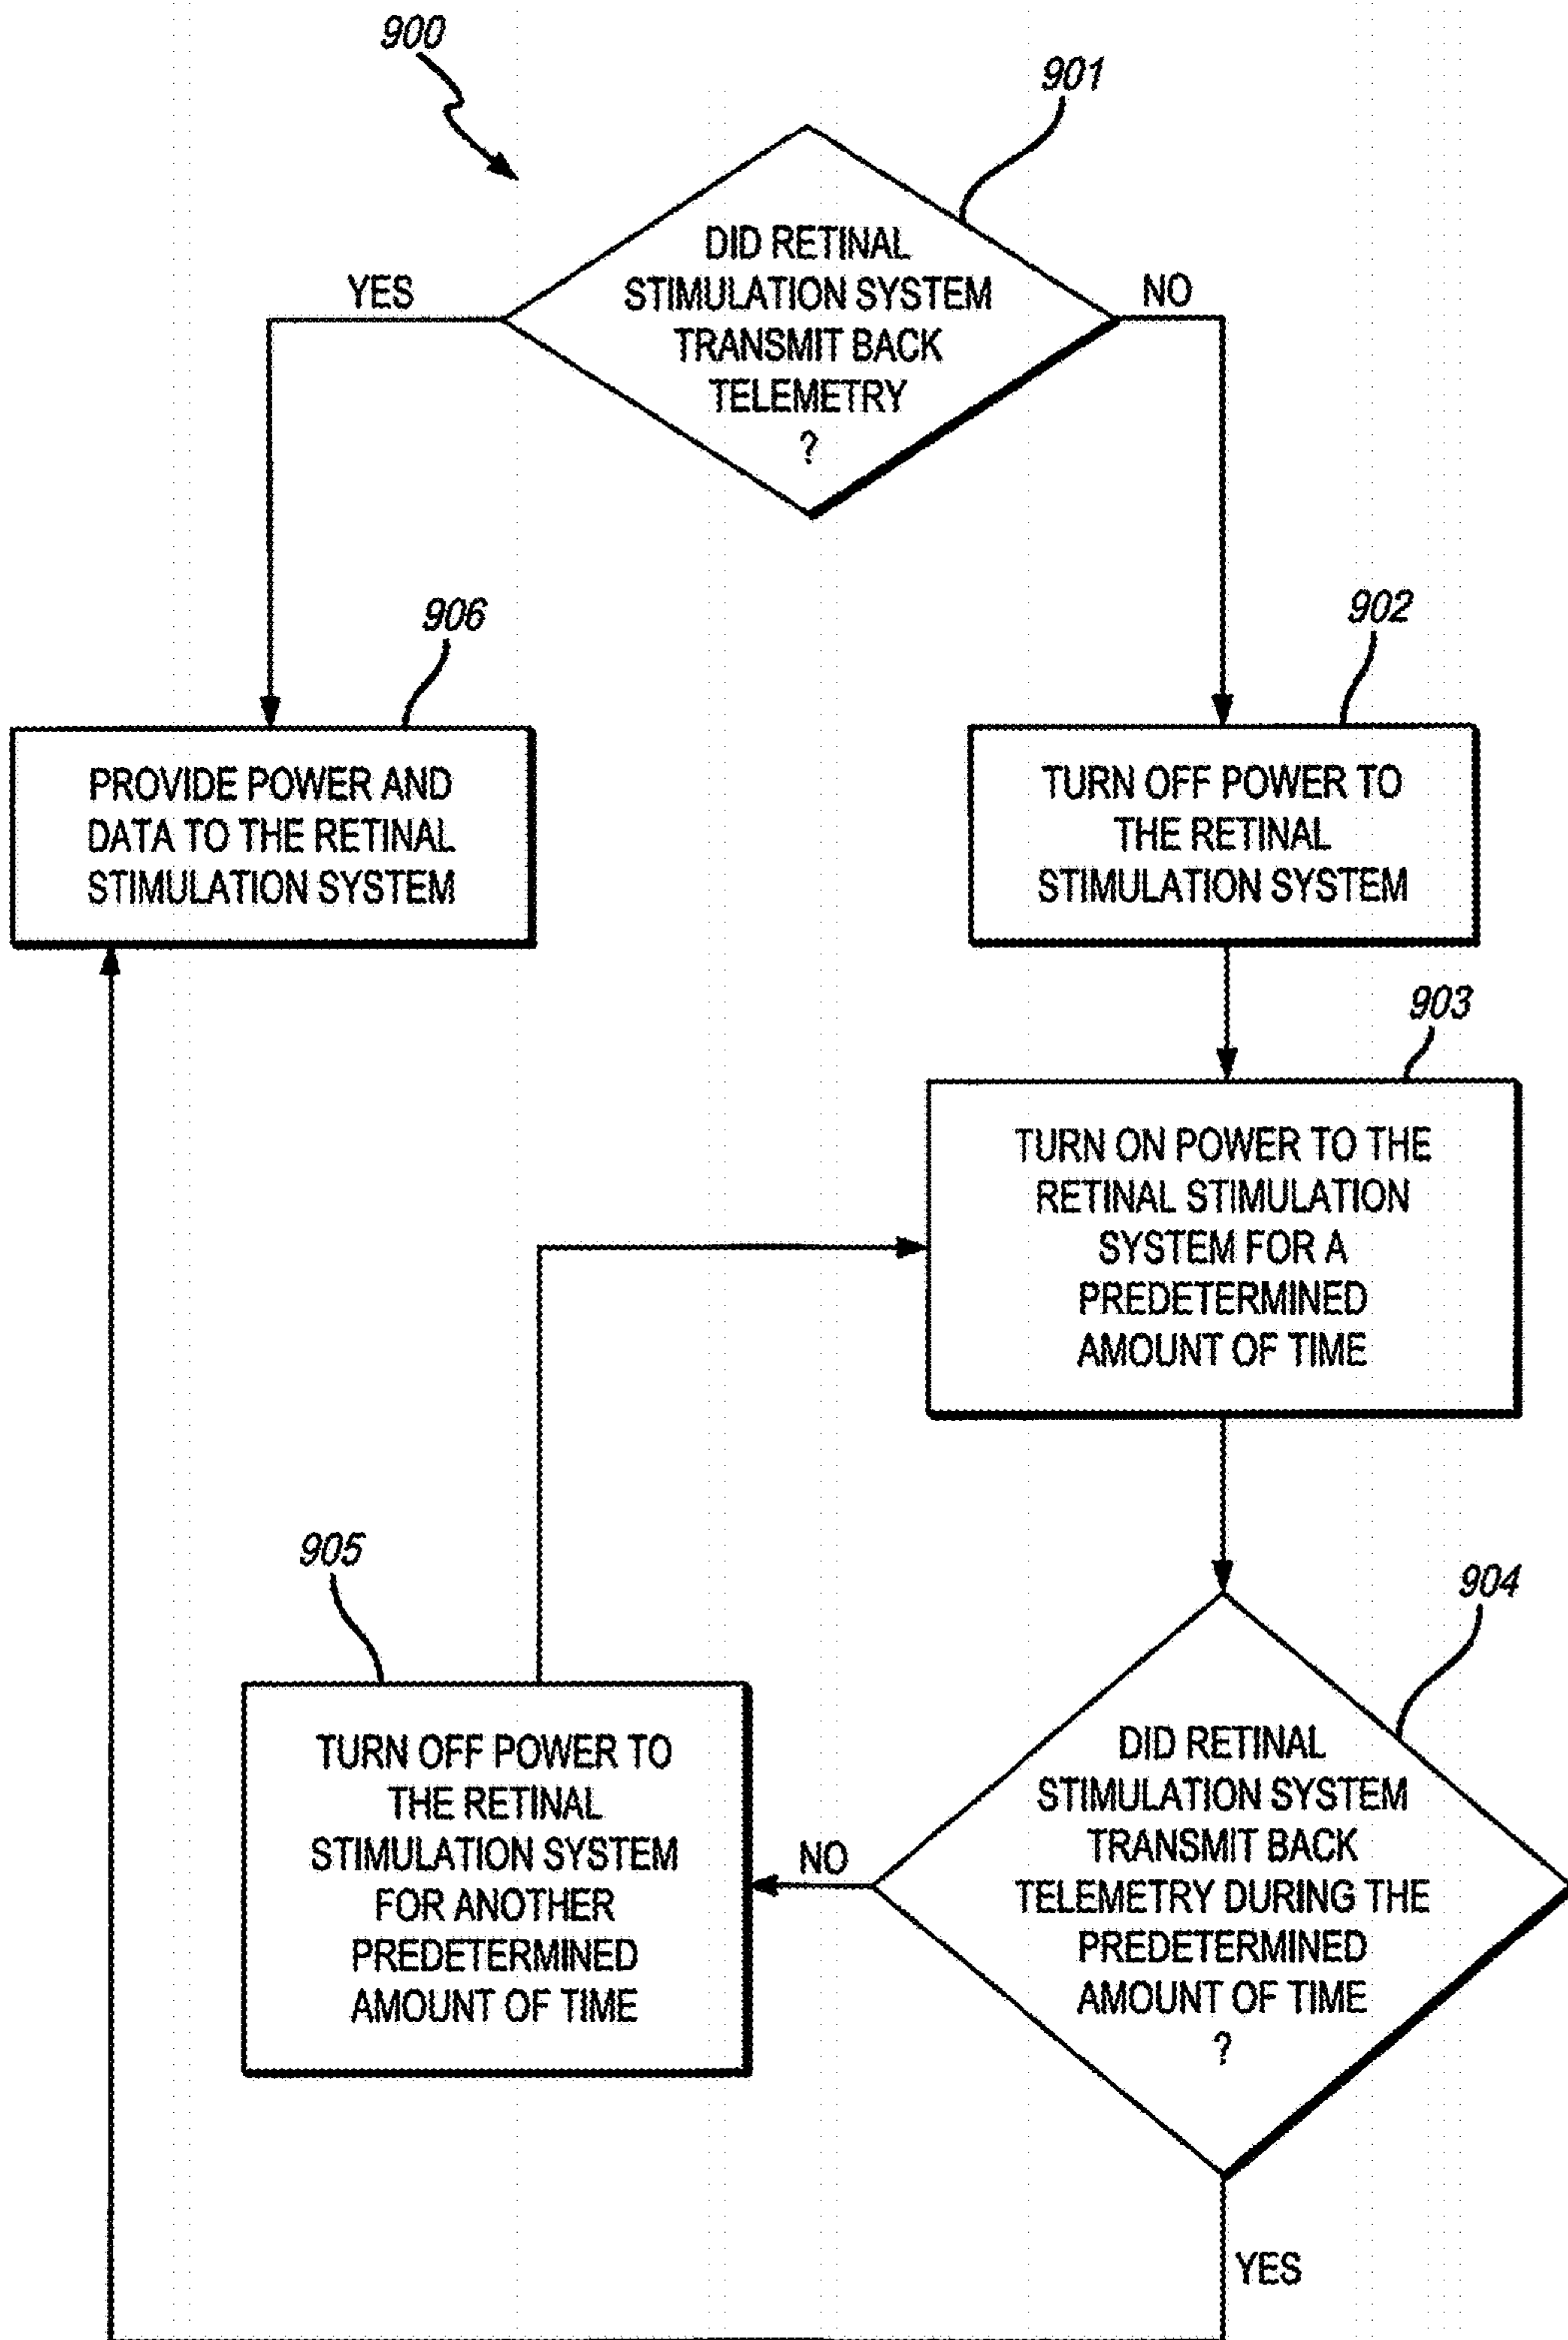 900
901
DID RETINAL
STIMULATION SYSTEM
TRANSMIT BACK
TELEMETRY
?
YES
NO
906
902
PROVIDE POWER AND
DATA TO THE RETINAL
STIMULATION SYSTEM
TURN OFF POWER TO
THE RETINAL
STIMULATION SYSTEM
903
TURN ON POWER TO THE
RETINAL STIMULATION
SYSTEM FOR A
PREDETERMINED
AMOUNT OF TIME
905
904
TURN OFF POWER TO
THE RETINAL
STIMULATION SYSTEM
FOR ANOTHER
PREDETERMINED
AMOUNT OF TIME
NO
DID RETINAL
STIMULATION SYSTEM
TRANSMIT BACK
TELEMETRY DURING THE
PREDETERMINED
AMOUNT OF TIME
?
YES